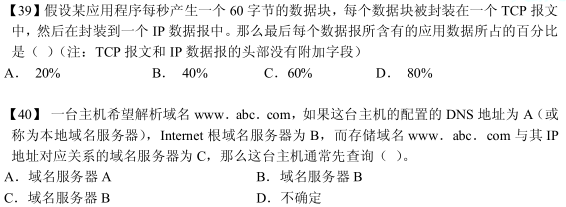 【39】假设某应用程序每秒产生一个 60 字节的数据块，每个数据块被封装在一个 TCP 报文
中，然后在封装到一个 IP 数据报中。那么最后每个数据报所含有的应用数据所占的百分比
是（ ）（注：TCP 报文和 IP 数据报的头部没有附加字段）
A． 20% B． 40% C．60% D． 80%
【40】 一台主机希望解析域名 www．abc．com，如果这台主机的配置的 DNS 地址为 A（或
称为本地域名服务器），Internet 根域名服务器为 B，而存储域名 www．abc．com 与其 IP
地址对应关系的域名服务器为 C，那么这台主机通常先查询（ ）。
A．域名服务器 A B．域名服务器 B
C．域名服务器 B D．不确定